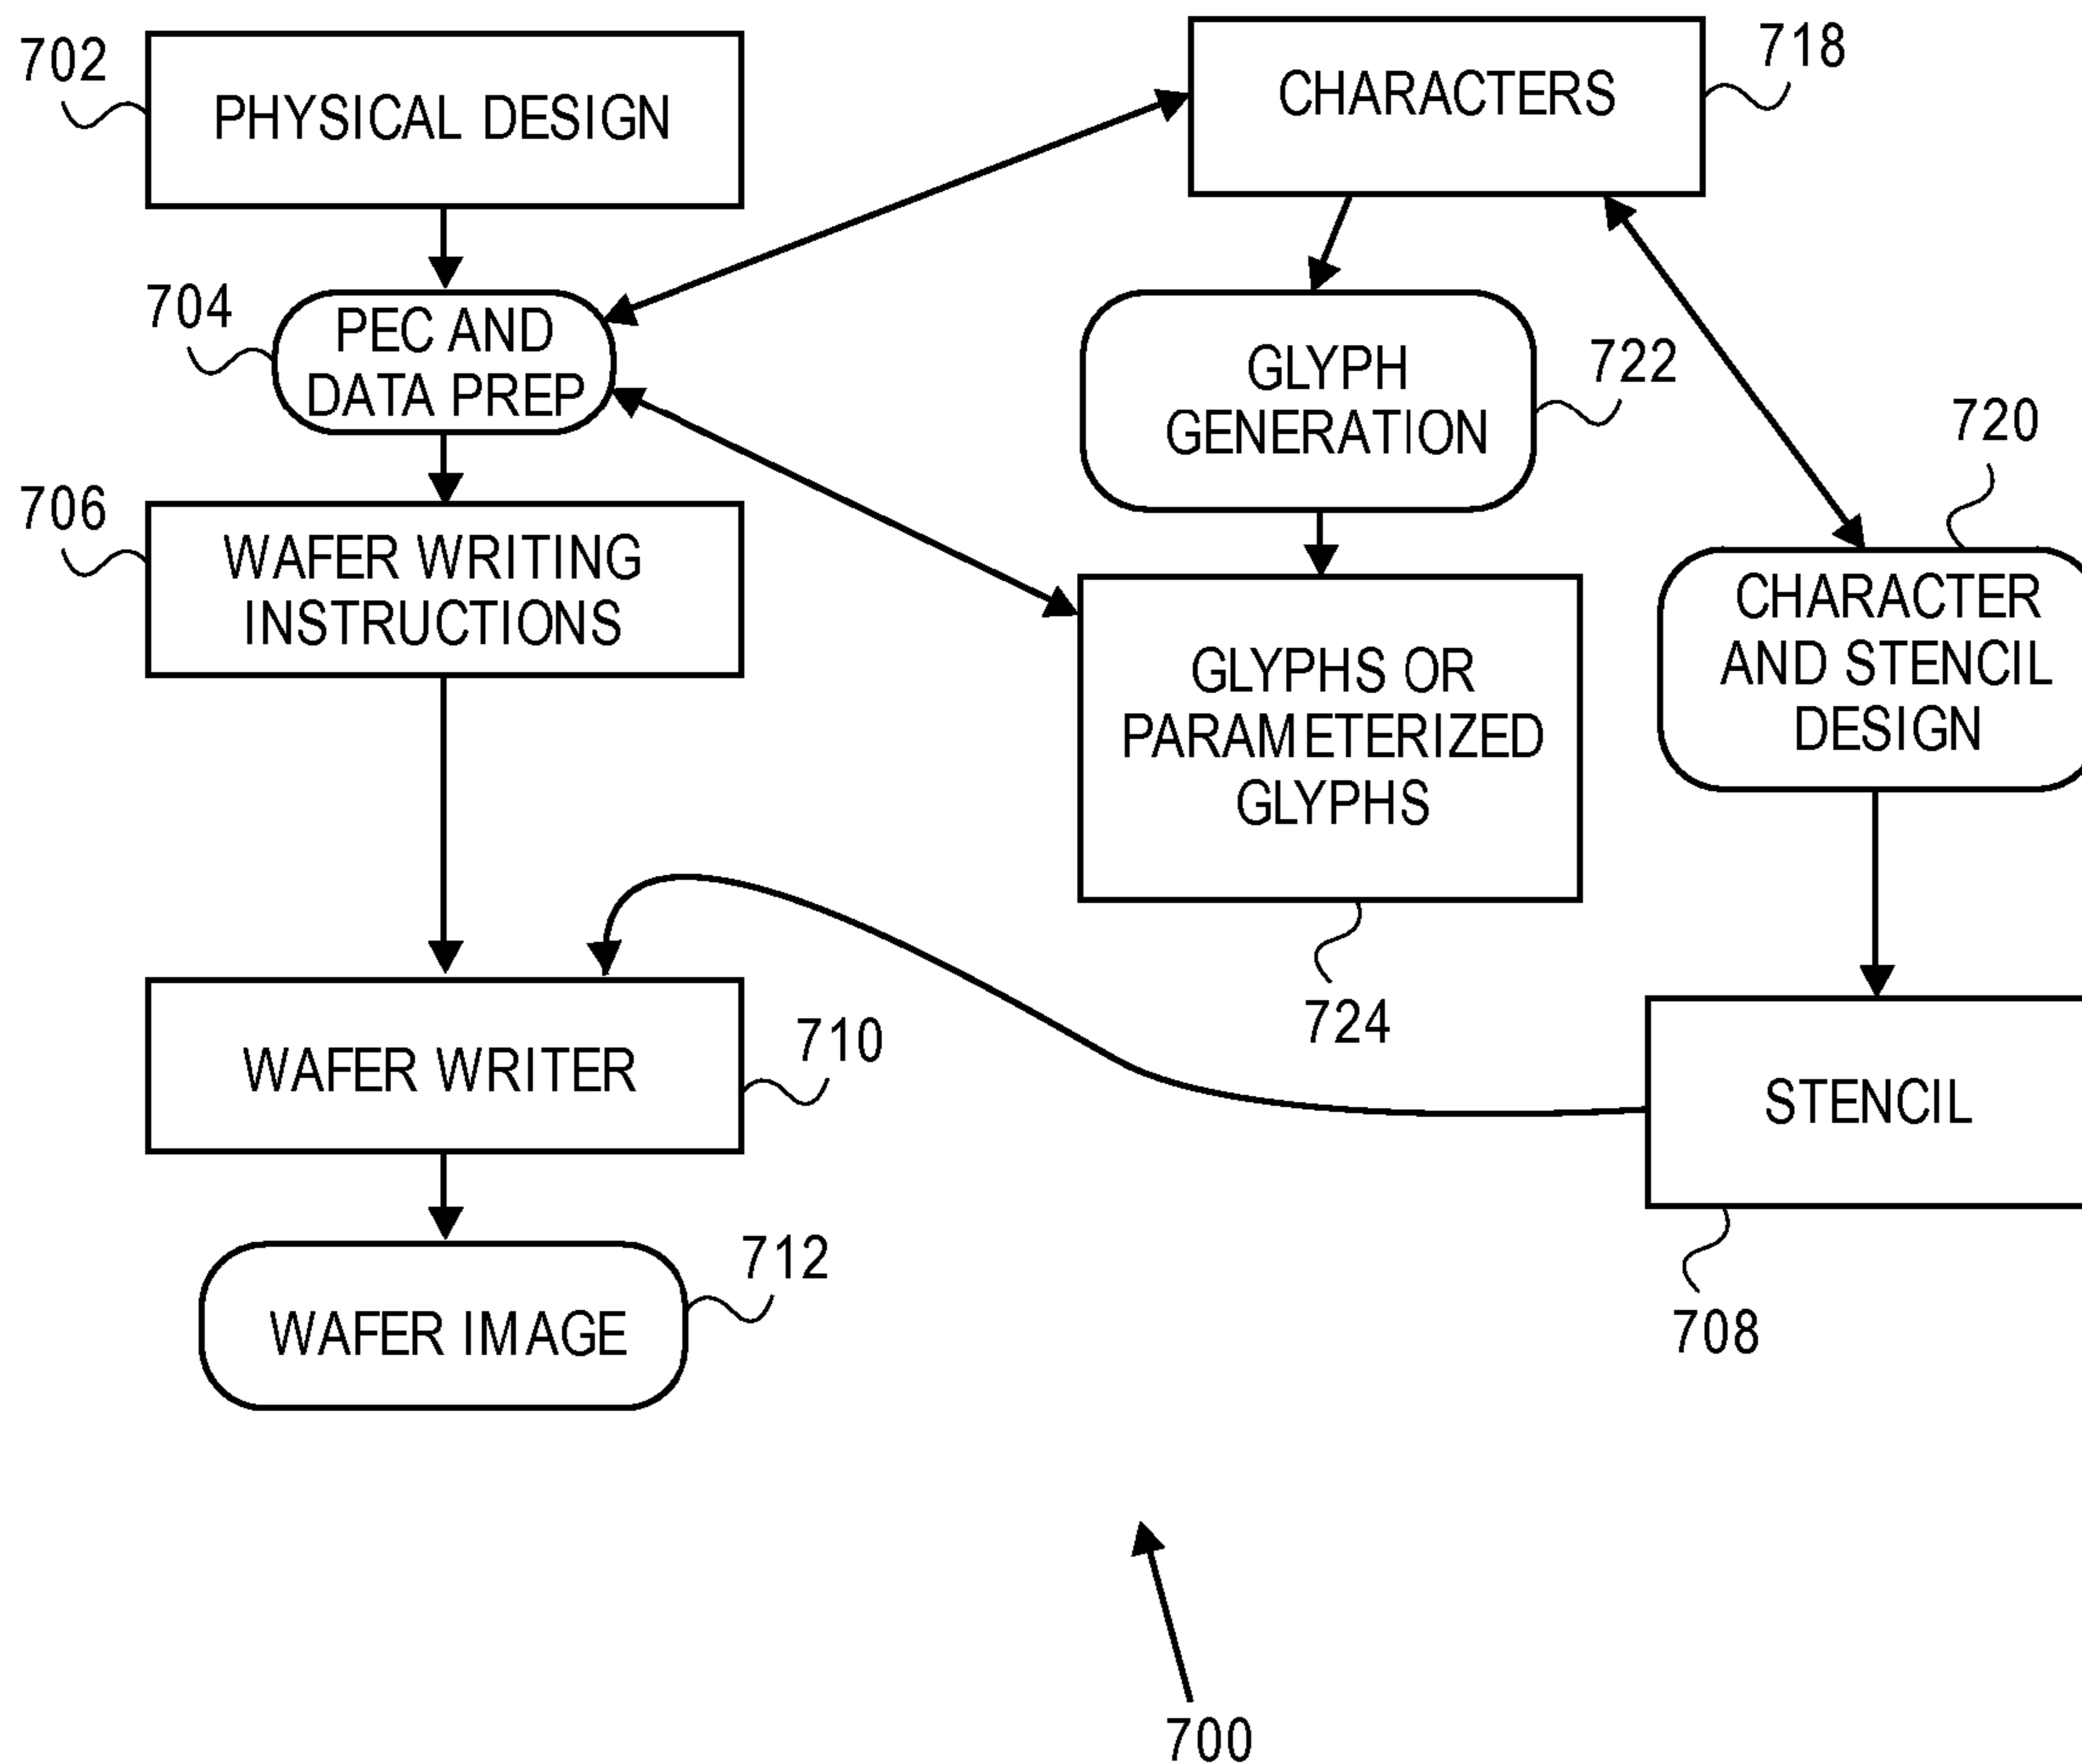 702
PHYSICAL DESIGN
CHARACTERS
718
704
PEC AND
DATA PREP
GLYPH
GENERATION
722
720
706
WAFER WRITING
INSTRUCTIONS
CHARACTER
AND STENCIL
DESIGN
GLYPHS OR
PARAMETERIZED
GLYPHS
724
WAFER WRITER
710
STENCIL
708
WAFER IMAGE
712
700